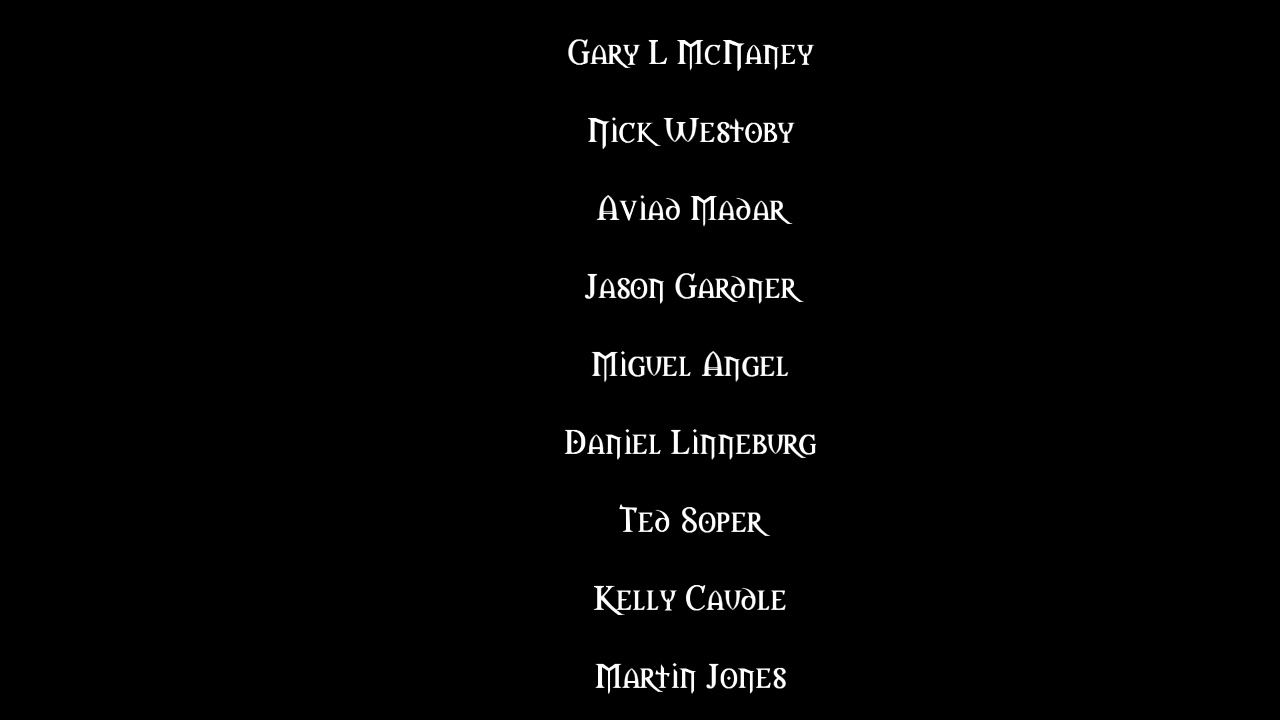 Gary L McNaney
Nick Westoby
Aviad Madar
Jason Gardner
Miguel Angel
Daniel Linneburg
Ted Soper
Kelly Caudle
Martin Jones